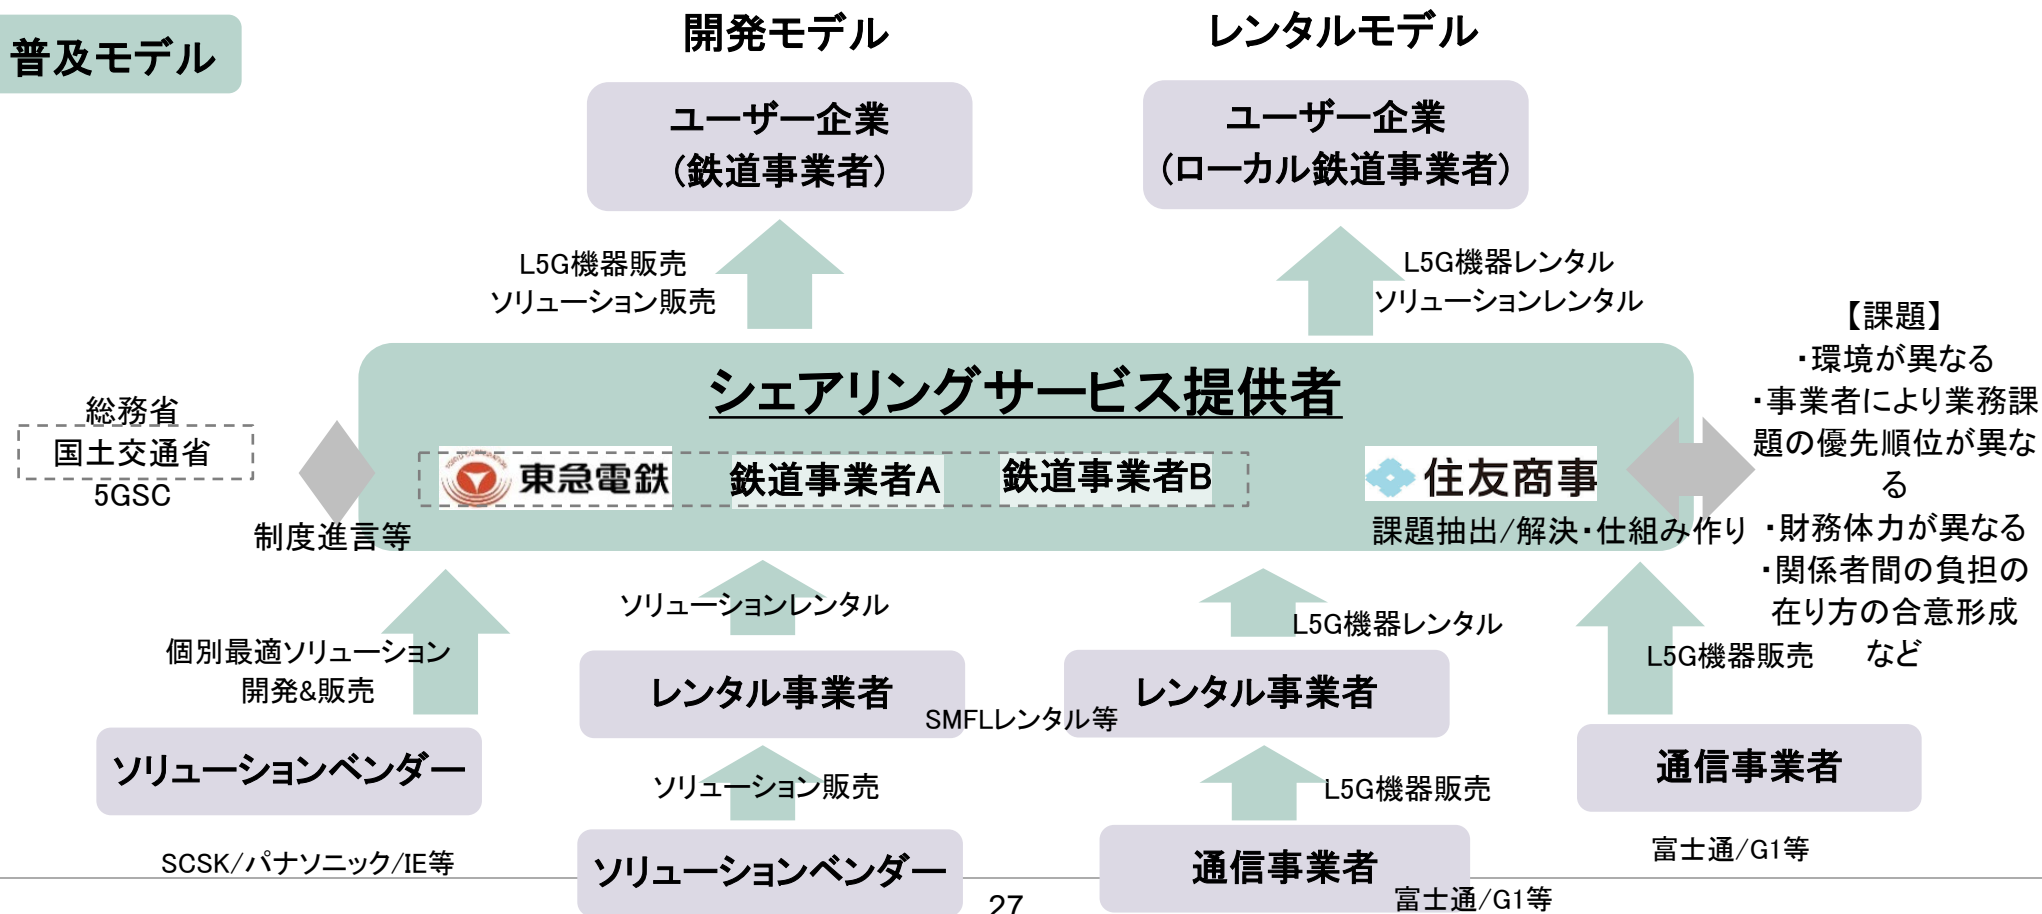 普及モデル
開発モデル
レンタルモデル
ユーザー企業
(鉄道事業者)
ユーザー企業
(ローカル鉄道事業者)
L5G機器販売
ソリューション販売
L5G機器レンタル
ソリューションレンタル
シェアリングサービス提供者
総務省
国土交通省
5GSC
制度進言等
東急電鉄
鉄道事業者A
鉄道事業者B
住友商事
課題抽出/解決・仕組み作り
【課題】
・環境が異なる
・事業者により業務課
題の優先順位が異な
る
・財務体力が異なる
・関係者間の負担の
在り方の合意形成
など
個別最適ソリューション
開発&販売
ソリューションレンタル
L5G機器レンタル
L5G機器販売
ソリューションベンダー
SCSK/パナソニック/IE等
レンタル事業者
SMFLレンタル等
レンタル事業者
通信事業者
富士通/G1等
ソリューション販売
L5G機器販売
ソリューションベンダー
通信事業者
富士通/G1等
27